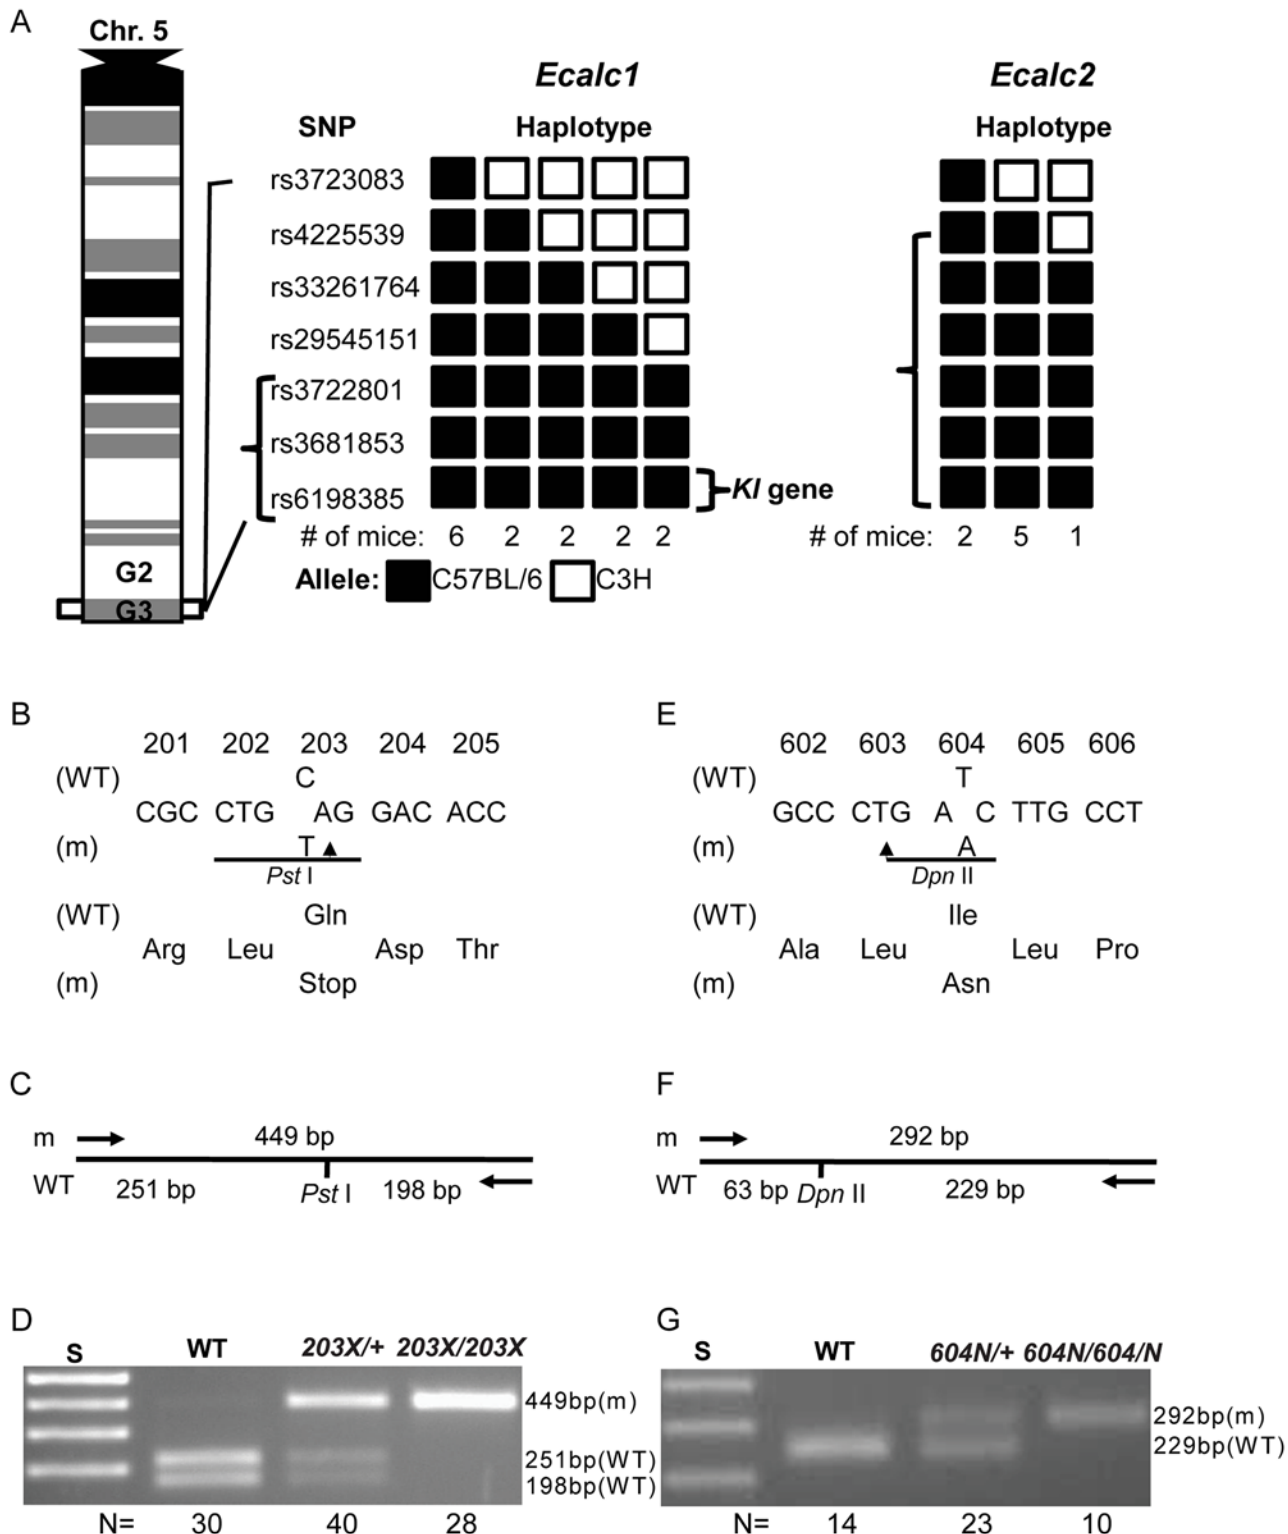 A
Chr. 5
Ecalc1
Ecalc2
SNP Haplotype Haplotype
rs3723083
rs4225539
rs33261764
rs29545151
rs3722801
rs3681853
rs6198385
Kl gene
# of mice: 6 2 2 2 2
# of mice: 2 5 1
Allele: C57BL/6 C3H
G2
G3
B
201 202 203 204 205
(WT) C
CGC CTG AG GAC ACC
(m) T
Pst I
(WT) Gln
Arg Leu Asp Thr
(m) Stop
E
602 603 604 605 606
(WT) T
GCC CTG A C TTG CCT
(m) A
Dpn II
(WT) Ile
Ala Leu Leu Pro
(m) Asn
C
m 449 bp
WT 251 bp Pst I 198 bp
F
m 292 bp
WT 63 bp Dpn II 229 bp
D
S WT 203X/+ 203X/203X
449bp(m)
251bp(WT)
198bp(WT)
N= 30 40 28
G
S WT 604N/+ 604N/604/N
292bp(m)
229bp(WT)
N= 14 23 10